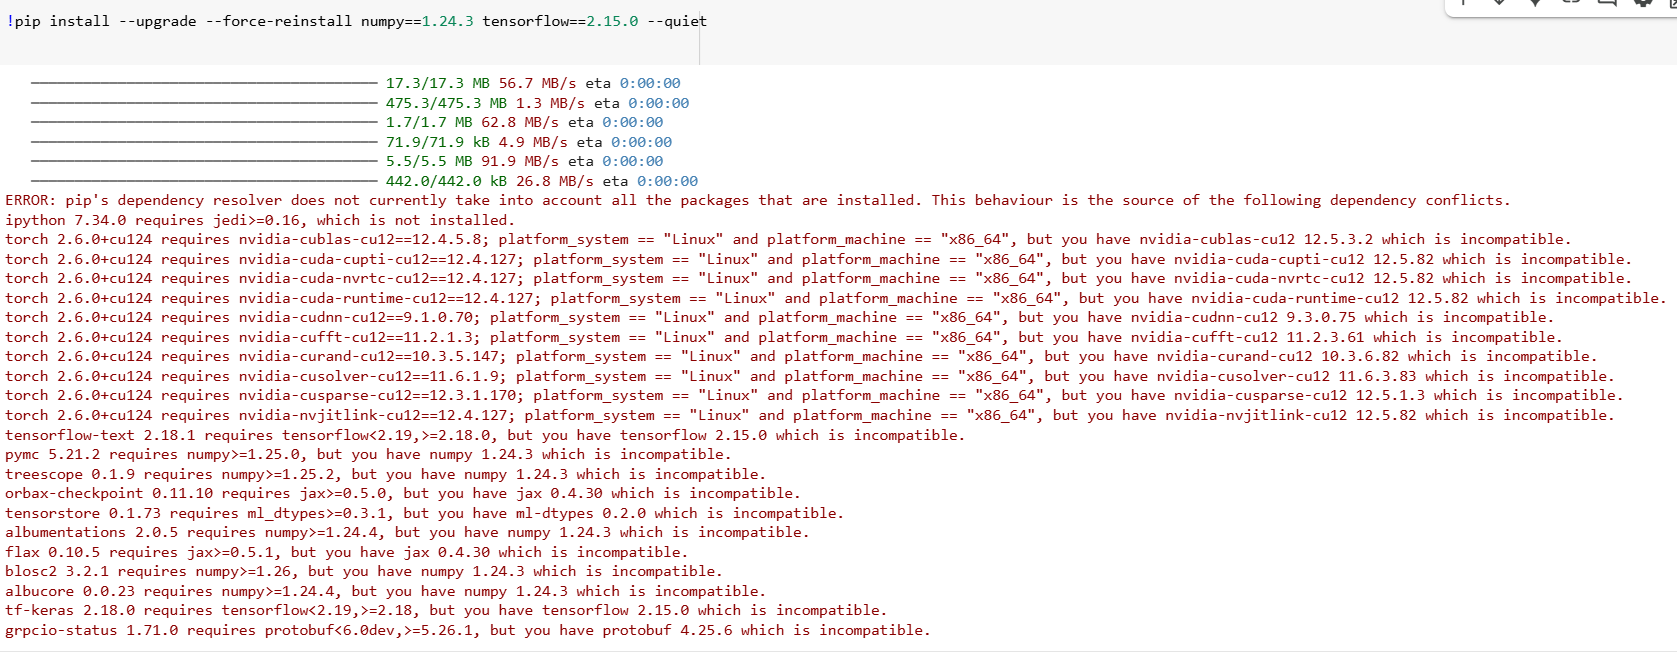 !pip install --upgrade --force-reinstall numpy==1.24.3 tensorflow==2.15.0 --quiet
17.3/17.3 MB 56.7 MB/s eta 0:00:00
475.3/475.3 MB 1.3 MB/s eta 0:00:00
1.7/1.7 MB 62.8 MB/s eta 0:00:00
71.9/71.9 kB 4.9 MB/s eta 0:00:00
5.5/5.5 MB 91.9 MB/s eta 0:00:00
442.0/442.0 kB 26.8 MB/s eta 0:00:00
ERROR: pip's dependency resolver does not currently take into account all the packages that are installed. This behaviour is the source of the following dependency conflicts.
ipython 7.34.0 requires jedi>=0.16, which is not installed.
torch 2.6.0+cu124 requires nvidia-cublas-cu12==12.4.5.8; platform_system == "Linux" and platform_machine == "x86_64", but you have nvidia-cublas-cu12 12.5.3.2 which is incompatible.
torch 2.6.0+cu124 requires nvidia-cuda-cupti-cu12==12.4.127; platform_system == "Linux" and platform_machine == "x86_64", but you have nvidia-cuda-cupti-cu12 12.5.82 which is incompatible.
torch 2.6.0+cu124 requires nvidia-cuda-nvrtc-cu12==12.4.127; platform_system == "Linux" and platform_machine == "x86_64", but you have nvidia-cuda-nvrtc-cu12 12.5.82 which is incompatible.
torch 2.6.0+cu124 requires nvidia-cuda-runtime-cu12==12.4.127; platform_system == "Linux" and platform_machine == "x86_64", but you have nvidia-cuda-runtime-cu12 12.5.82 which is incompatible.
torch 2.6.0+cu124 requires nvidia-cudnn-cu12==9.1.0.70; platform_system == "Linux" and platform_machine == "x86_64", but you have nvidia-cudnn-cu12 9.3.0.75 which is incompatible.
torch 2.6.0+cu124 requires nvidia-cufft-cu12==11.2.1.3; platform_system == "Linux" and platform_machine == "x86_64", but you have nvidia-cufft-cu12 11.2.3.61 which is incompatible.
torch 2.6.0+cu124 requires nvidia-curand-cu12==10.3.5.147; platform_system == "Linux" and platform_machine == "x86_64", but you have nvidia-curand-cu12 10.3.6.82 which is incompatible.
torch 2.6.0+cu124 requires nvidia-cusolver-cu12==11.6.1.9; platform_system == "Linux" and platform_machine == "x86_64", but you have nvidia-cusolver-cu12 11.6.3.83 which is incompatible.
torch 2.6.0+cu124 requires nvidia-cusparse-cu12==12.3.1.170; platform_system == "Linux" and platform_machine == "x86_64", but you have nvidia-cusparse-cu12 12.5.1.3 which is incompatible.
torch 2.6.0+cu124 requires nvidia-nvjitlink-cu12==12.4.127; platform_system == "Linux" and platform_machine == "x86_64", but you have nvidia-nvjitlink-cu12 12.5.82 which is incompatible.
tensorflow-text 2.18.1 requires tensorflow<2.19,>=2.18.0, but you have tensorflow 2.15.0 which is incompatible.
pymc 5.21.2 requires numpy>=1.25.0, but you have numpy 1.24.3 which is incompatible.
treescope 0.1.9 requires numpy>=1.25.2, but you have numpy 1.24.3 which is incompatible.
orbax-checkpoint 0.11.10 requires jax>=0.5.0, but you have jax 0.4.30 which is incompatible.
tensorstore 0.1.73 requires ml_dtypes>=0.3.1, but you have ml-dtypes 0.2.0 which is incompatible.
albumentations 2.0.5 requires numpy>=1.24.4, but you have numpy 1.24.3 which is incompatible.
flax 0.10.5 requires jax>=0.5.1, but you have jax 0.4.30 which is incompatible.
blosc2 3.2.1 requires numpy>=1.26, but you have numpy 1.24.3 which is incompatible.
albucore 0.0.23 requires numpy>=1.24.4, but you have numpy 1.24.3 which is incompatible.
tf-keras 2.18.0 requires tensorflow<2.19,>=2.18, but you have tensorflow 2.15.0 which is incompatible.
grpcio-status 1.71.0 requires protobuf<6.0dev,>=5.26.1, but you have protobuf 4.25.6 which is incompatible.